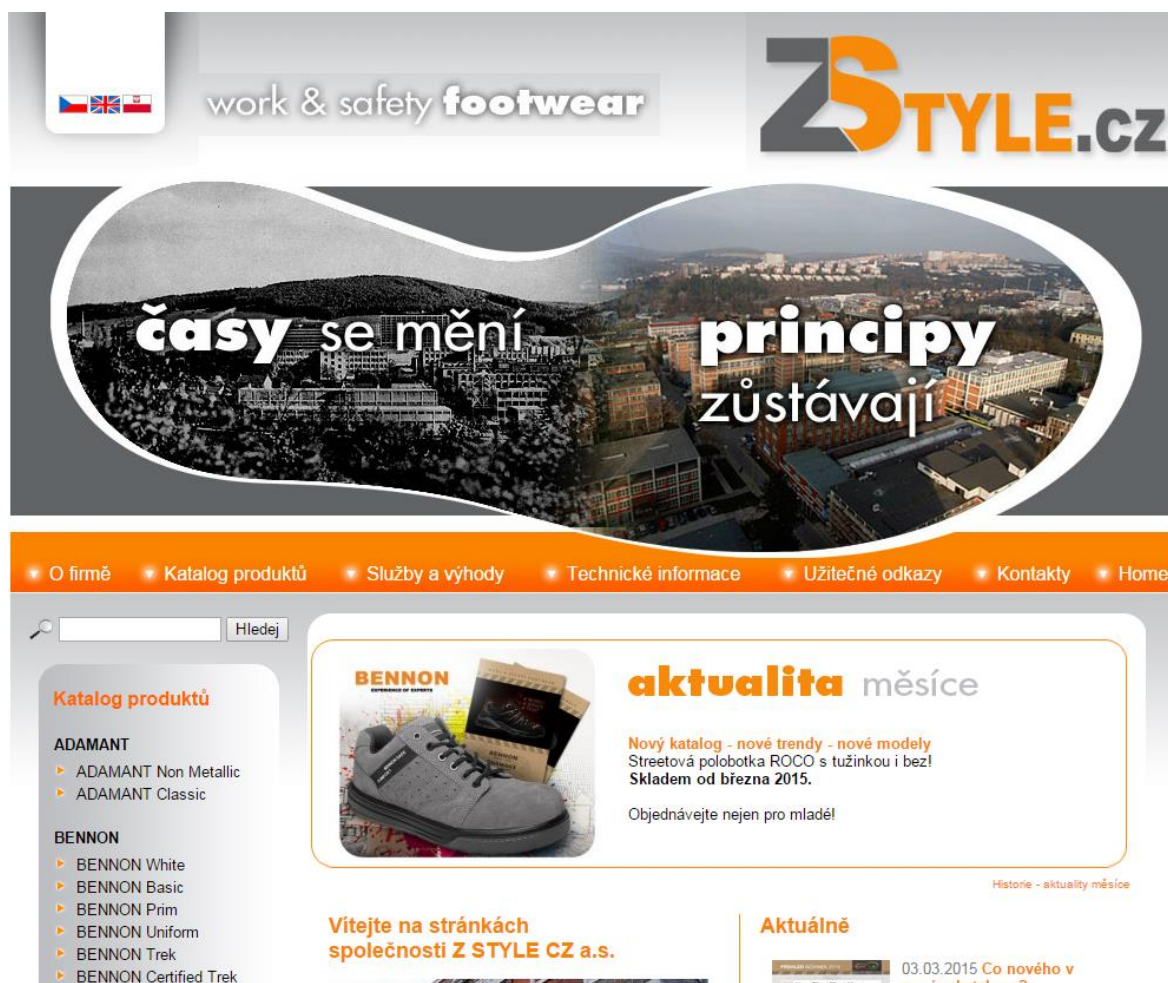 work & safety footwear
ZSTYLE.cz
časy se mění
principy
zůstávají
O firmě
Katalog produktů
Služby a výhody
Technické informace
Užitečné odkazy
Kontakty
Home
Hledej
Katalog produktů
ADAMANT
ADAMANT Non Metallic
ADAMANT Classic
BENNON
BENNON White
BENNON Basic
BENNON Prim
BENNON Uniform
BENNON Trek
BENNON Certified Trek
BENNON
EXPERIENCE OF EXPERTS
aktualita měsíce
Nový katalog - nové trendy - nové modely
Streetová polobotka ROCO s tužinkou i bez!
Skladem od března 2015.
Objednávejte nejen pro mladé!
Historie - aktuality měsíce
Vítejte na stránkách
společnosti Z STYLE CZ a.s.
Aktuálně
03.03.2015 Co nového v